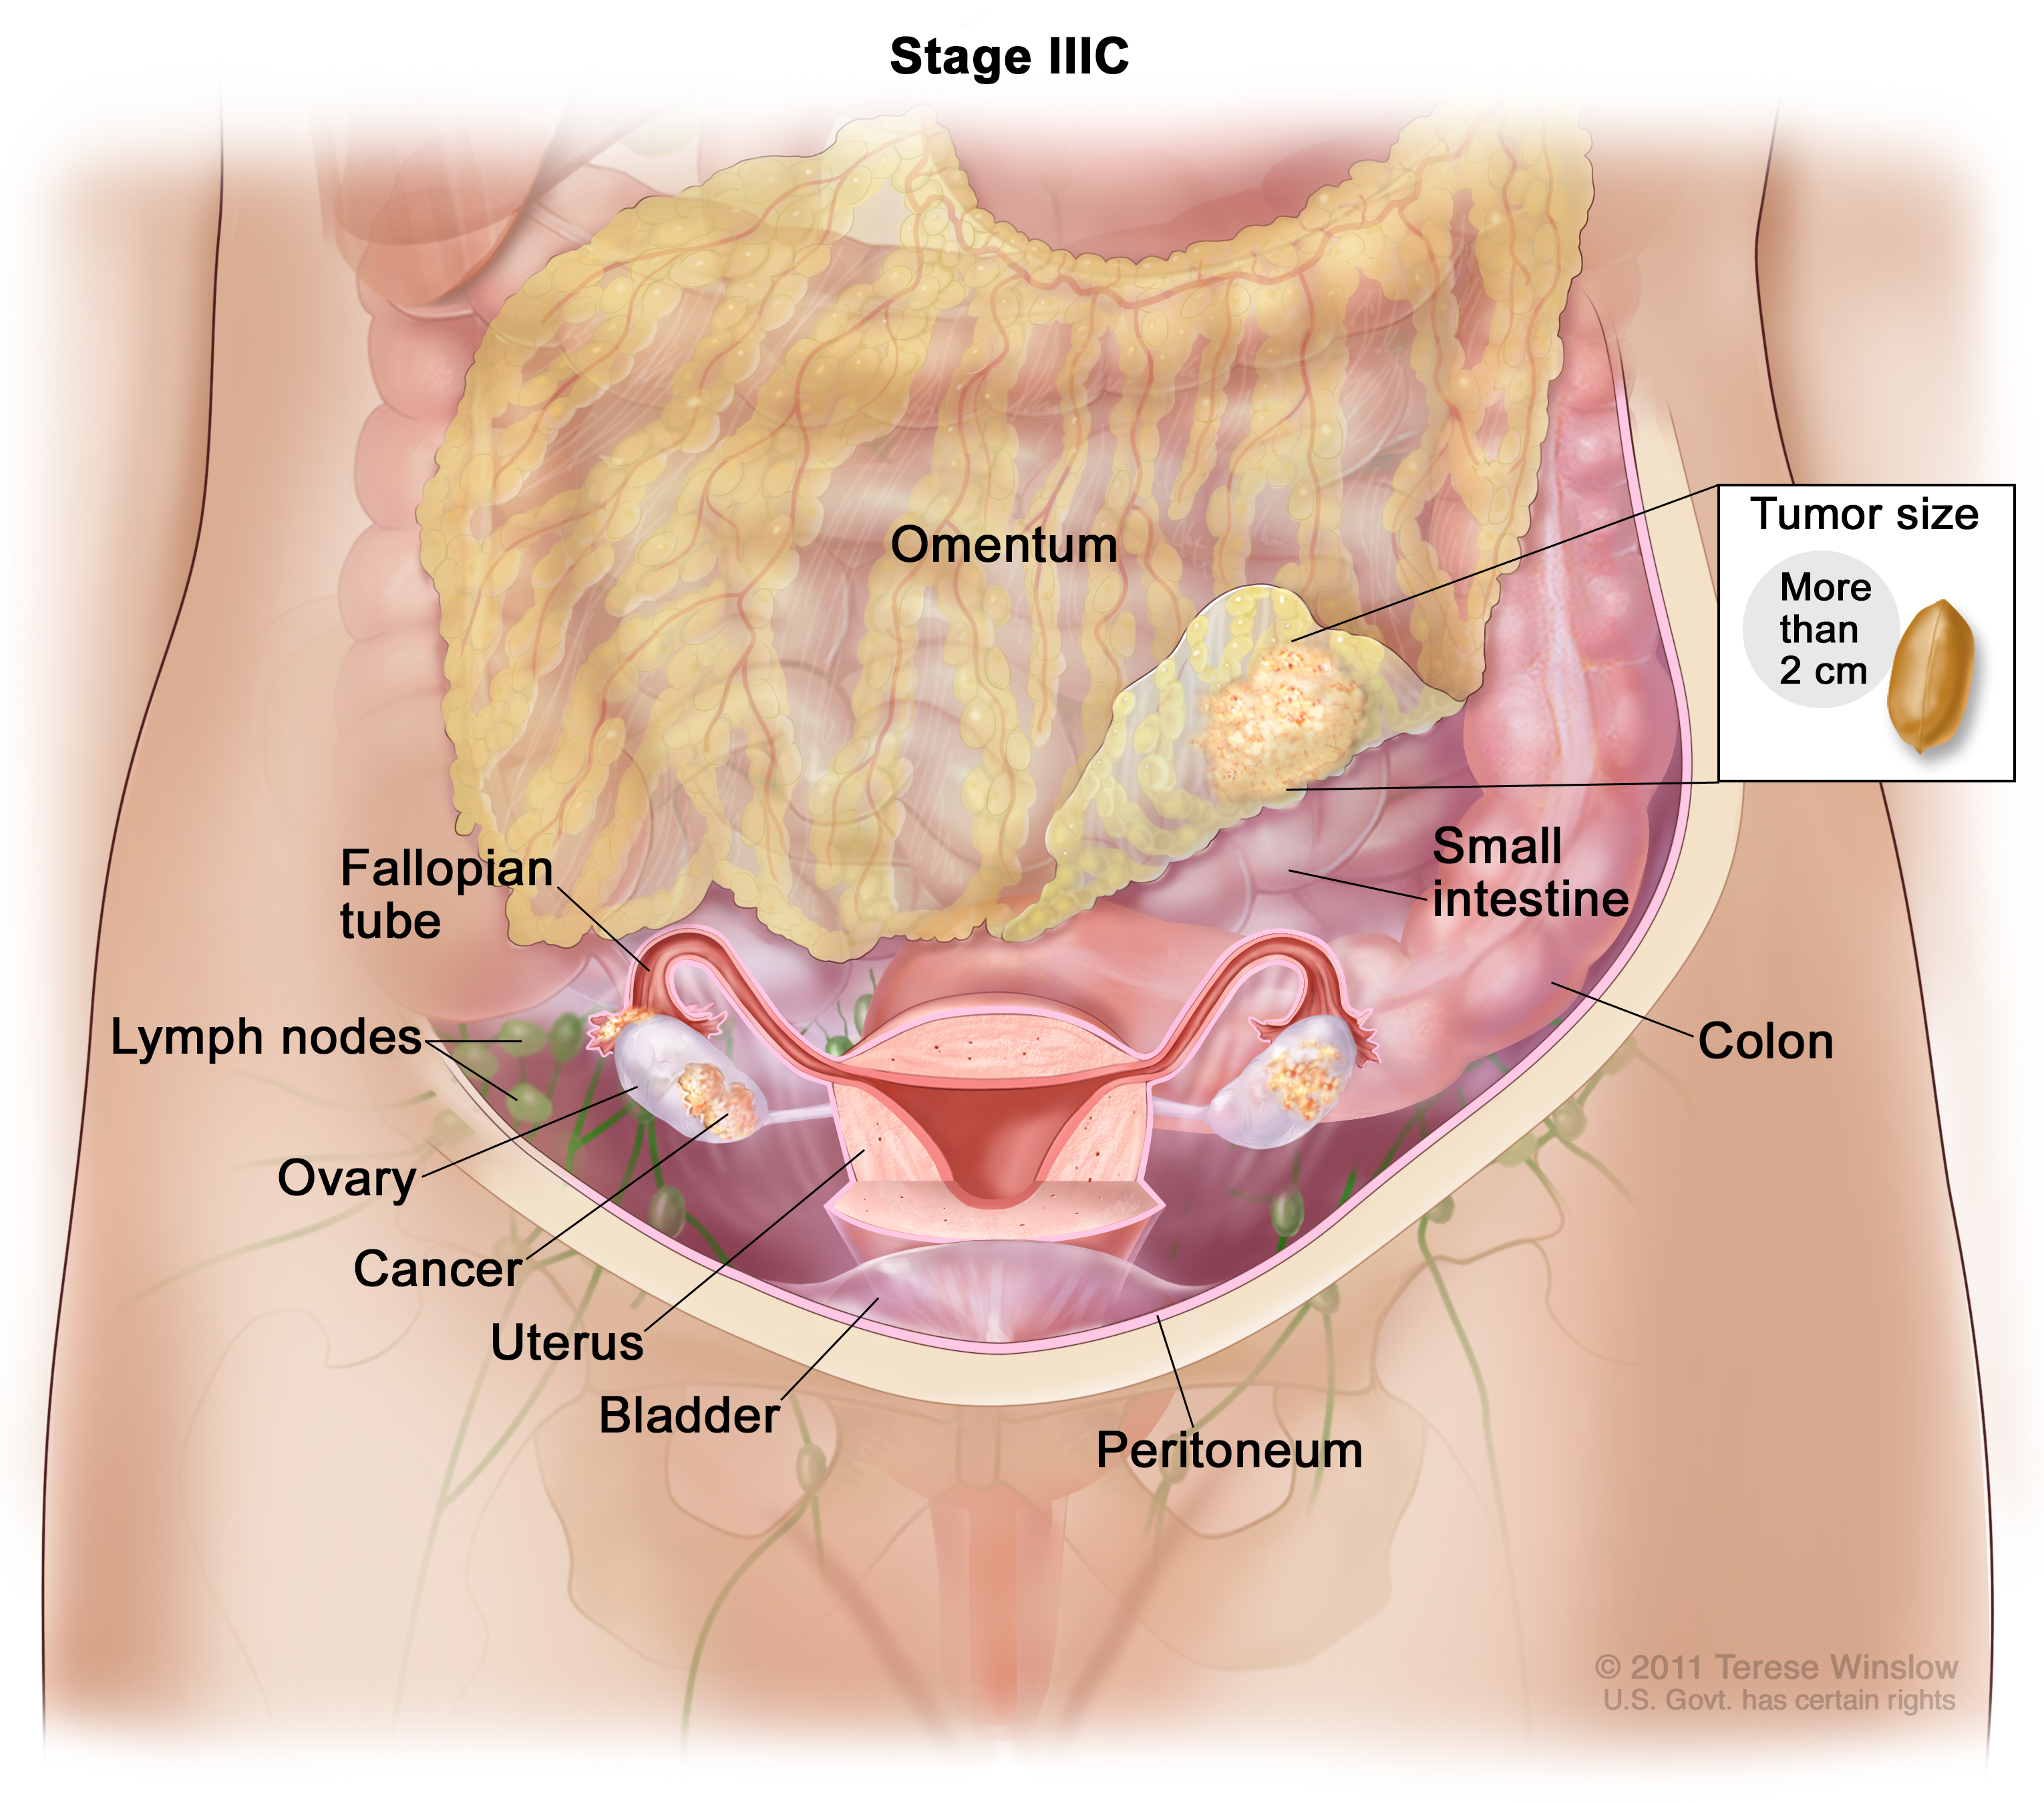 Stage IIIC
Omentum
Tumor size
More
than
2 cm
Small
intestine
Fallopian
tube
Lymph nodes
Colon
Ovary
Cancer
Uterus
Bladder
Peritoneum
© 2011 Terese Winslow
U.S. Govt. has certain rights